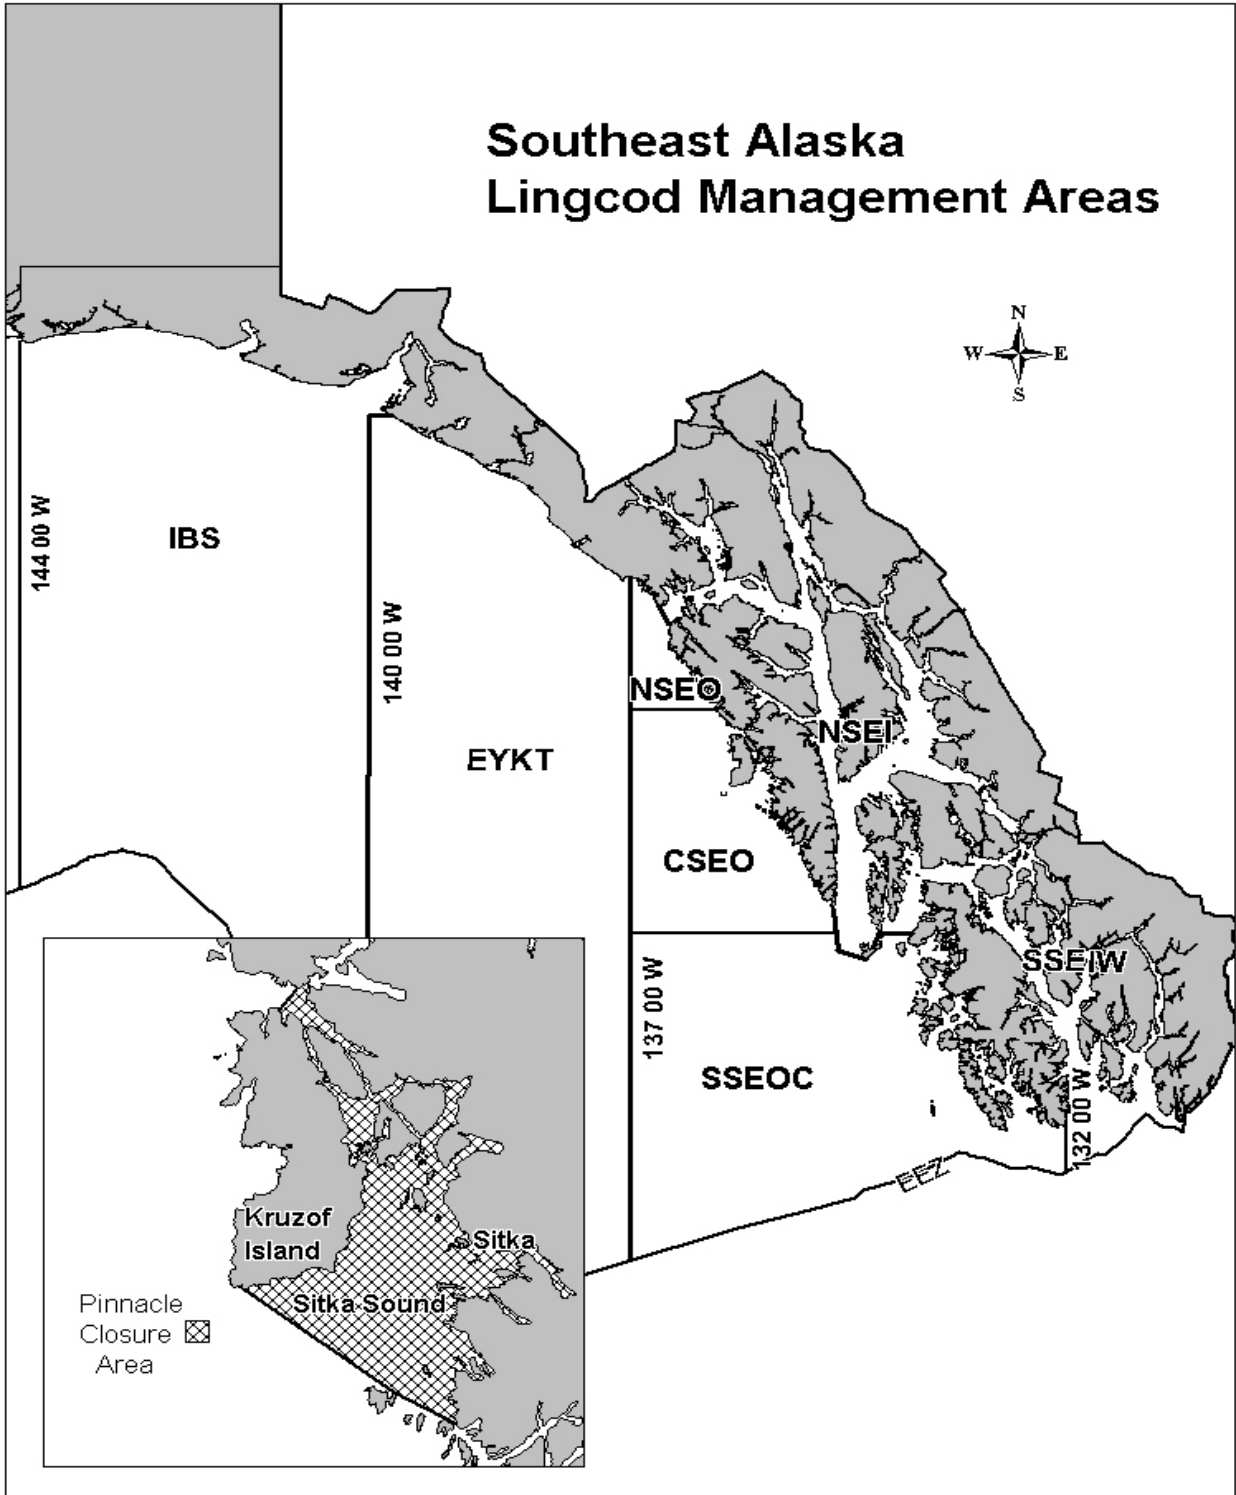 Southeast Alaska
Lingcod Management Areas
N
W E
S
144 00 W
IBS
140 00 W
NSEO
NSEI
EYKT
CSEO
SSEIW
137 00 W
SSEOC
132 00 W
EEZ
Kruzof
Island
Sitka
Sitka Sound
Pinnacle
Closure
Area